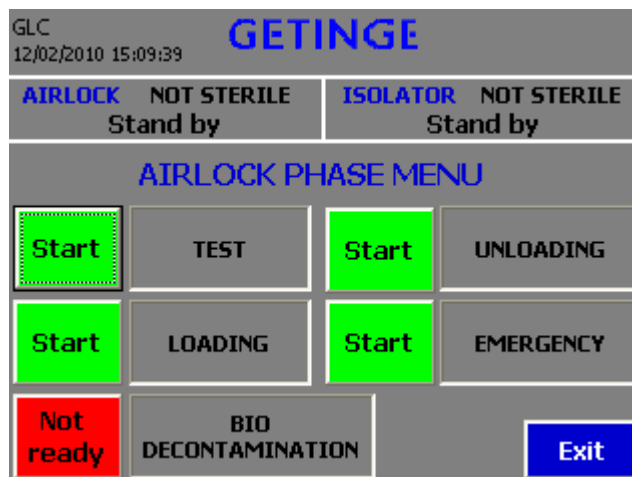 GLC
12/02/2010 15:09:39
GETINGE
AIRLOCK NOT STERILE
Stand by
ISOLATOR NOT STERILE
Stand by
AIRLOCK PHASE MENU
Start
TEST
Start
UNLOADING
Start
LOADING
Start
EMERGENCY
Not
ready
BIO
DECONTAMINATION
Exit